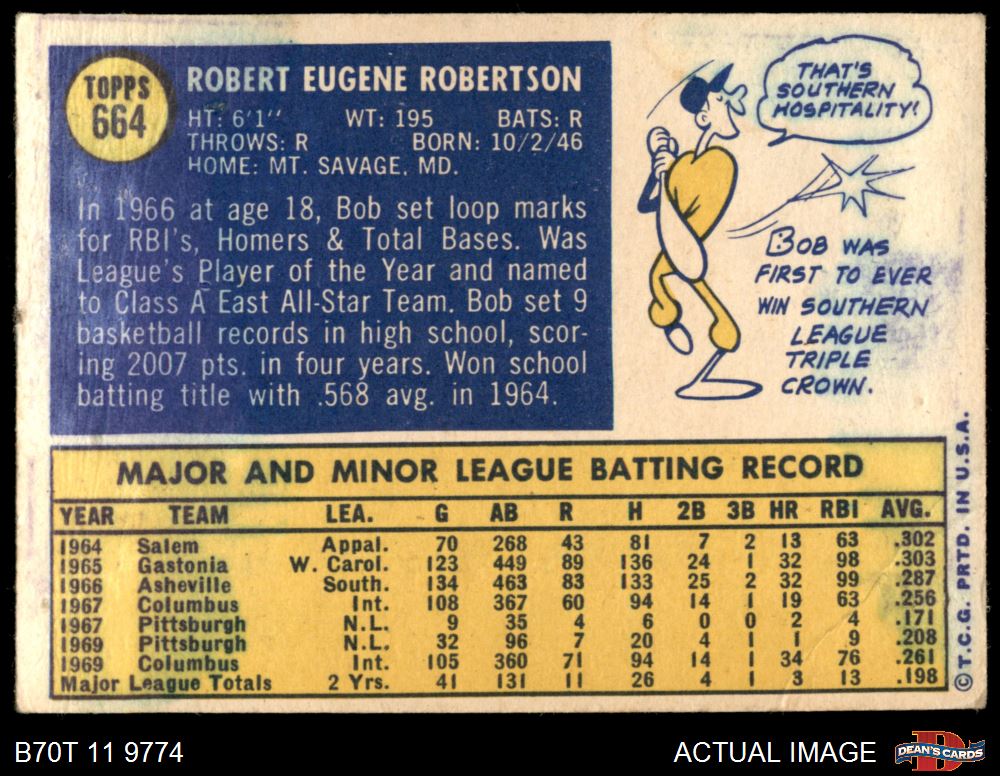 TOPPS
664
ROBERT EUGENE ROBERTSON
HT: 6'1" WT: 195 BATS: R
THROWS: R BORN: 10/2/46
HOME: MT. SAVAGE, MD.
In 1966 at age 18, Bob set loop marks
for RBI's, Homers & Total Bases. Was
League's Player of the Year and named
to Class A East All-Star Team. Bob set 9
basketball records in high school, scor-
ing 2007 pts. in four years. Won school
batting title with .568 avg. in 1964.
THAT'S
SOUTHERN
HOSPITALITY!
BOB WAS
FIRST TO EVER
WIN SOUTHERN
LEAGUE
TRIPLE
CROWN.
MAJOR AND MINOR LEAGUE BATTING RECORD
YEAR TEAM LEA. G AB R H 2B 3B HR RBI AVG.
1964 Salem Appal. 70 268 43 81 7 2 13 63 .302
1965 Gastonia W. Carol. 123 449 89 136 24 1 32 98 .303
1966 Asheville South. 134 463 83 133 25 2 32 99 .287
1967 Columbus Int. 108 367 60 94 14 1 19 63 .256
1967 Pittsburgh N.L. 9 35 4 6 0 0 2 4 .171
1969 Pittsburgh N.L. 32 96 7 20 4 1 1 9 .208
1969 Columbus Int. 105 360 71 94 14 1 34 76 .261
Major League Totals 2 Yrs. 41 131 11 26 4 1 3 13 .198
© T.C.G. PRTD. IN U.S.A.
B70T 11 9774
ACTUAL IMAGE
DEAN'S CARDS